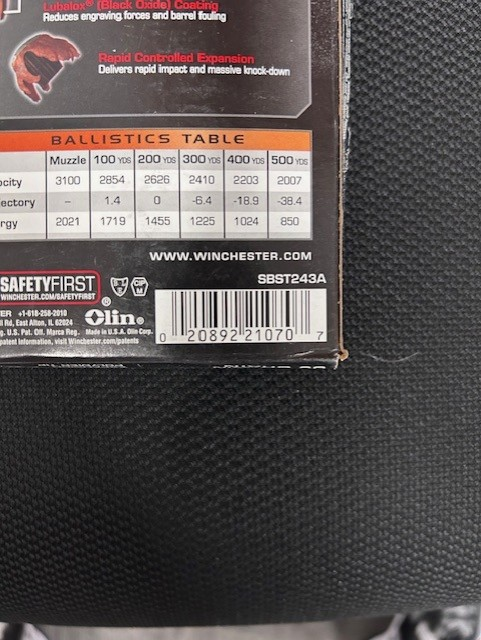 Lubalox® (Black Oxide) Coating
Reduces engraving forces and barrel fouling
Rapid Controlled Expansion
Delivers rapid impact and massive knock-down
BALLISTICS TABLE
Muzzle 100 YDS 200 YDS 300 YDS 400 YDS 500 YDS
ocity 3100 2854 2626 2410 2203 2007
jectory – 1.4 0 -6.4 -18.9 -38.4
ergy 2021 1719 1455 1225 1024 850
WWW.WINCHESTER.COM
SBST243A
SAFETYFIRST
WINCHESTER.COM/SAFETYFIRST
CIP
M
®
TER +1-618-258-2010
ll Rd, East Alton, IL 62024
g. U.S. Pat. Off. Marca Reg.
patent information, visit Winchester.com/patents
Olin®
Made in U.S.A. Olin Corp.
0 20892 21070 7